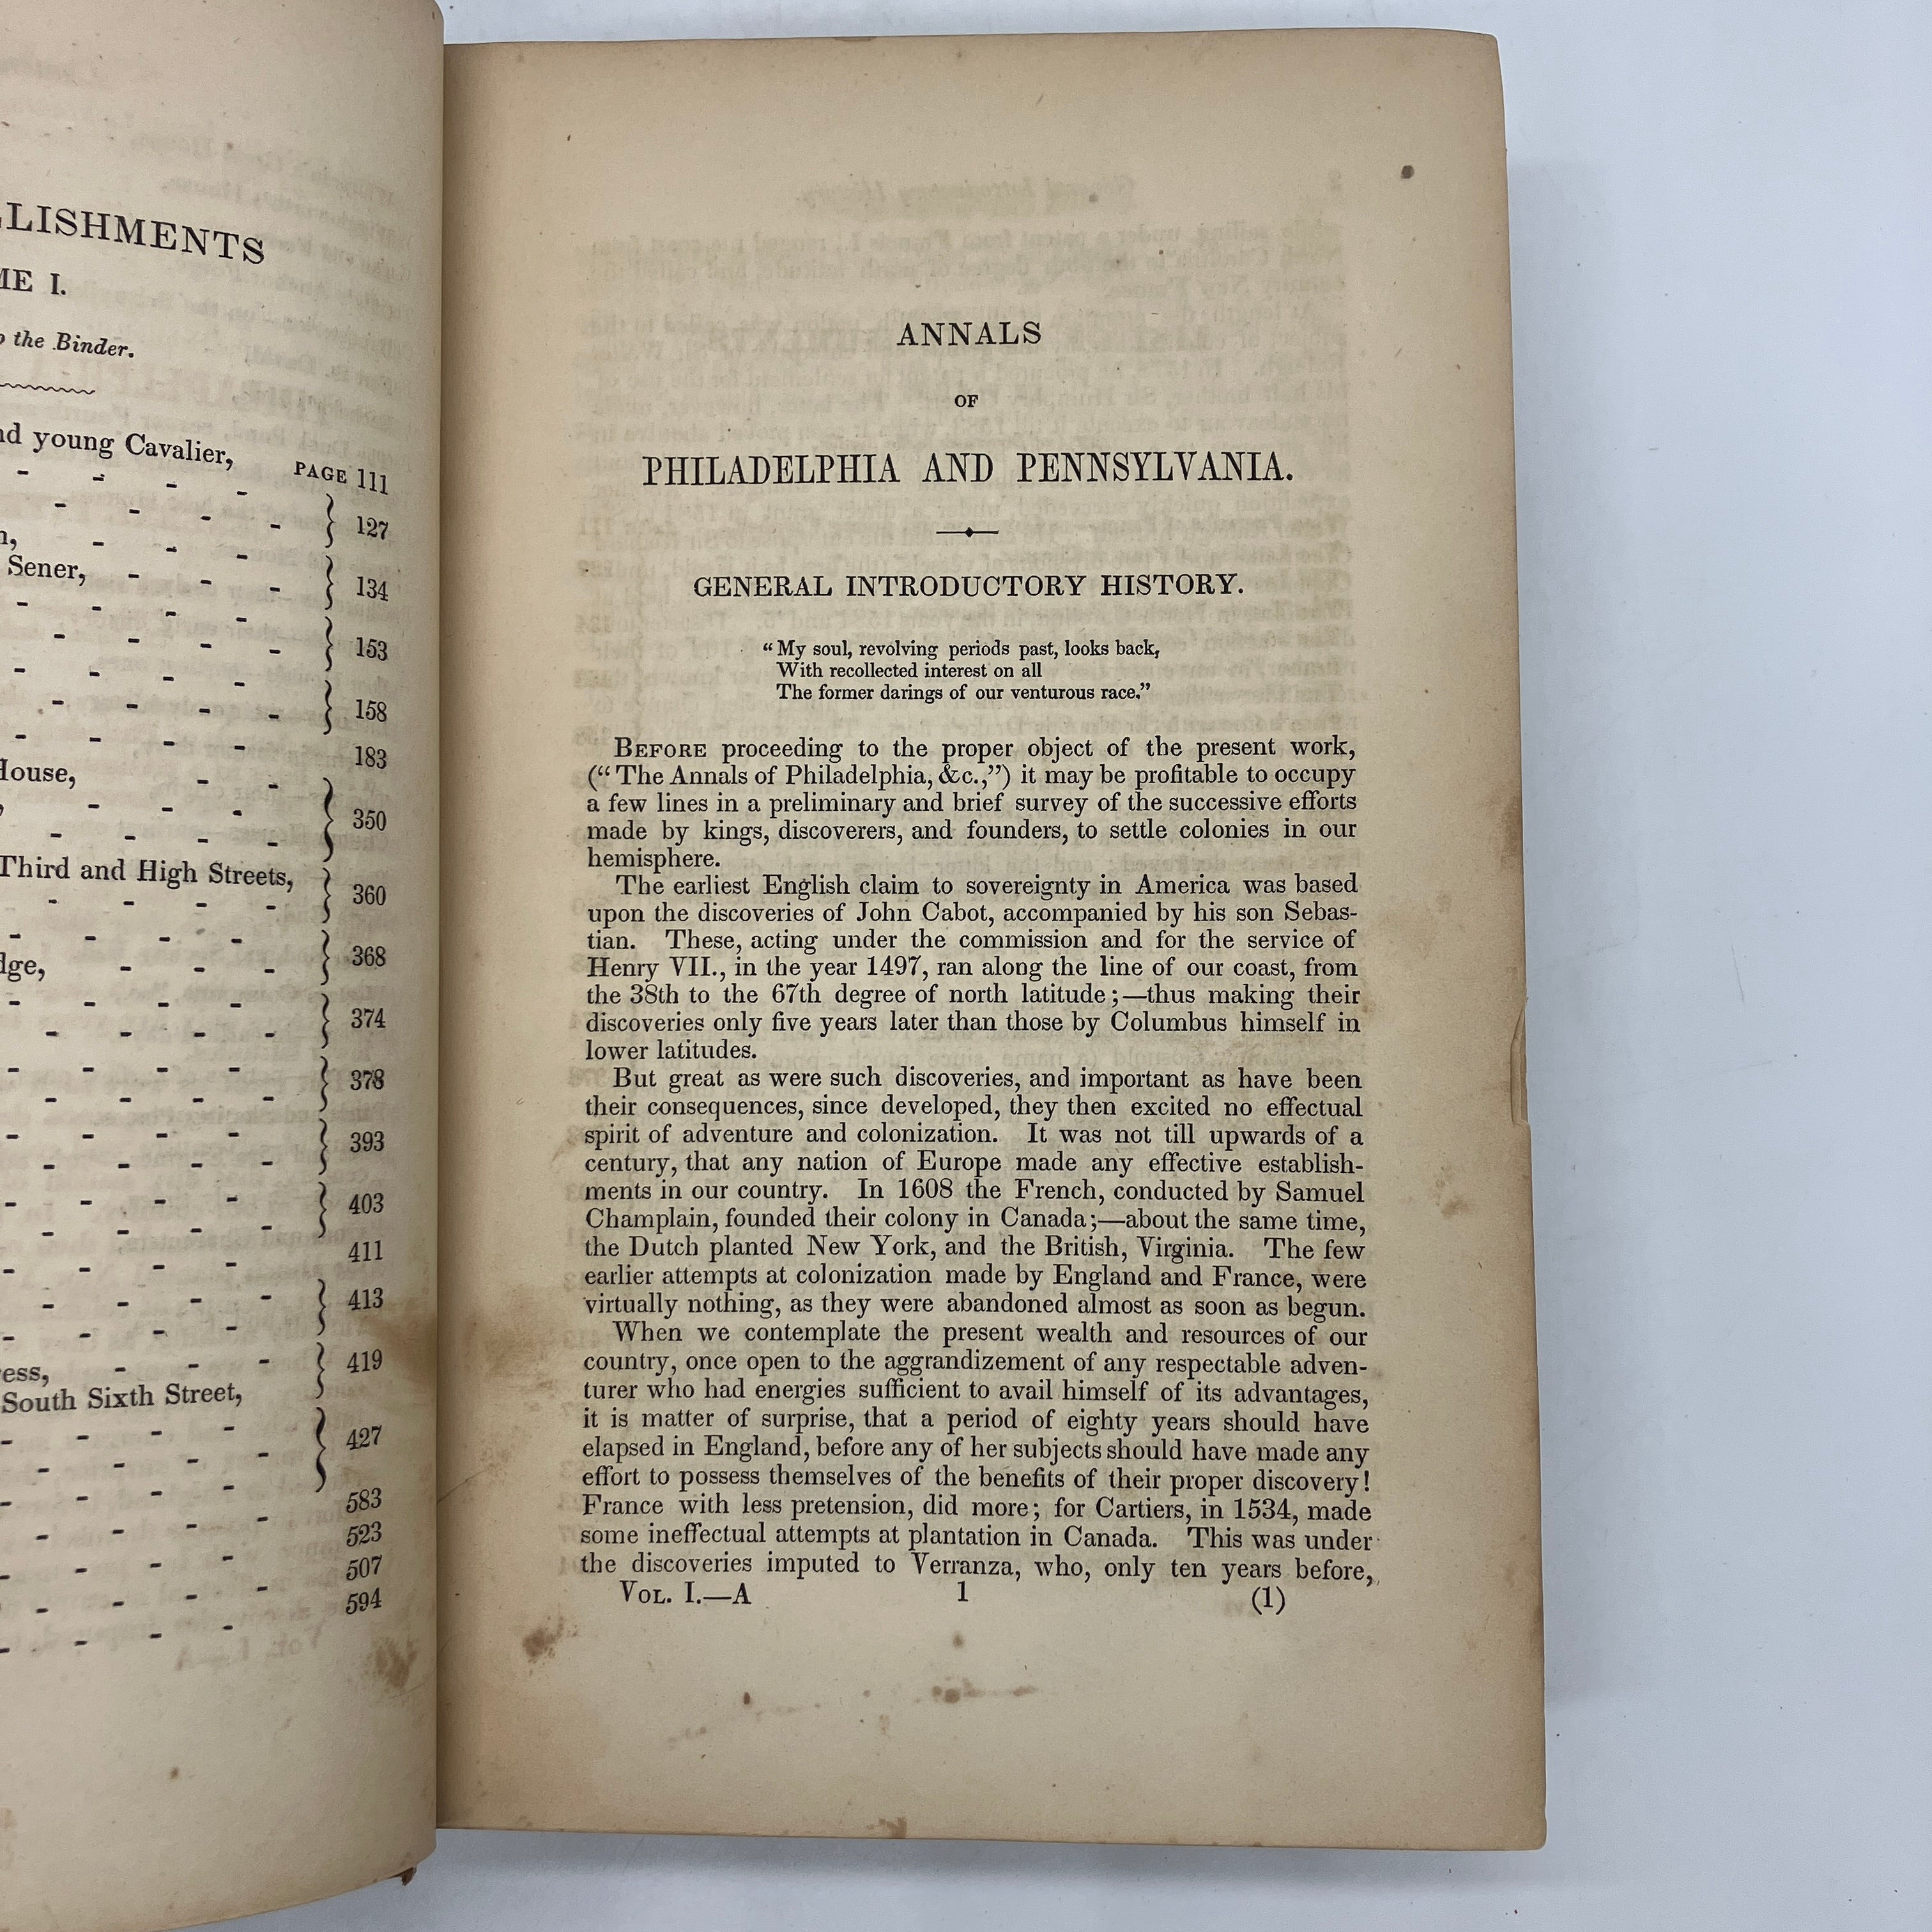 LLISHMENTS
ME I.
the Binder.
nd young Cavalier, PAGE 111
127
Sener, - - - 134
153
158
183
House, - -
350
Third and High Streets,
360
368
dge, - - -
374
378
393
403
411
413
419
ress, - - -
South Sixth Street,
427
583
523
507
594
ANNALS
OF
PHILADELPHIA AND PENNSYLVANIA.
GENERAL INTRODUCTORY HISTORY.
“My soul, revolving periods past, looks back,
With recollected interest on all
The former darings of our venturous race.”
BEFORE proceeding to the proper object of the present work,
(“The Annals of Philadelphia, &c.,”) it may be profitable to occupy
a few lines in a preliminary and brief survey of the successive efforts
made by kings, discoverers, and founders, to settle colonies in our
hemisphere.
The earliest English claim to sovereignty in America was based
upon the discoveries of John Cabot, accompanied by his son Sebas-
tian. These, acting under the commission and for the service of
Henry VII., in the year 1497, ran along the line of our coast, from
the 38th to the 67th degree of north latitude;—thus making their
discoveries only five years later than those by Columbus himself in
lower latitudes.
But great as were such discoveries, and important as have been
their consequences, since developed, they then excited no effectual
spirit of adventure and colonization. It was not till upwards of a
century, that any nation of Europe made any effective establish-
ments in our country. In 1608 the French, conducted by Samuel
Champlain, founded their colony in Canada;—about the same time,
the Dutch planted New York, and the British, Virginia. The few
earlier attempts at colonization made by England and France, were
virtually nothing, as they were abandoned almost as soon as begun.
When we contemplate the present wealth and resources of our
country, once open to the aggrandizement of any respectable adven-
turer who had energies sufficient to avail himself of its advantages,
it is matter of surprise, that a period of eighty years should have
elapsed in England, before any of her subjects should have made any
effort to possess themselves of the benefits of their proper discovery!
France with less pretension, did more; for Cartiers, in 1534, made
some ineffectual attempts at plantation in Canada. This was under
the discoveries imputed to Verranza, who, only ten years before,
VOL. I.—A 1 (1)